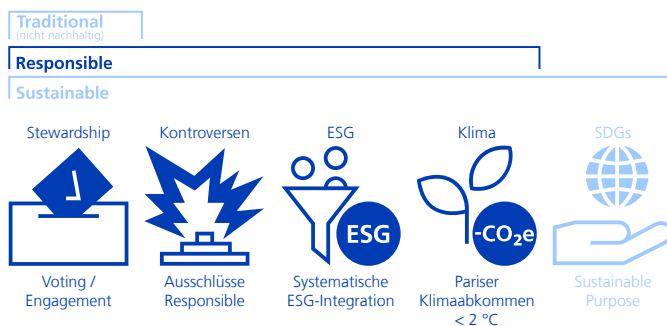 Traditional
(nicht nachhaltig)
Responsible
Sustainable
Stewardship
Kontroversen
ESG
Klima
SDGs
ESG
-CO₂e
Voting /
Engagement
Ausschlüsse
Responsible
Systematische
ESG-Integration
Pariser
Klimaabkommen
< 2 °C
Sustainable
Purpose